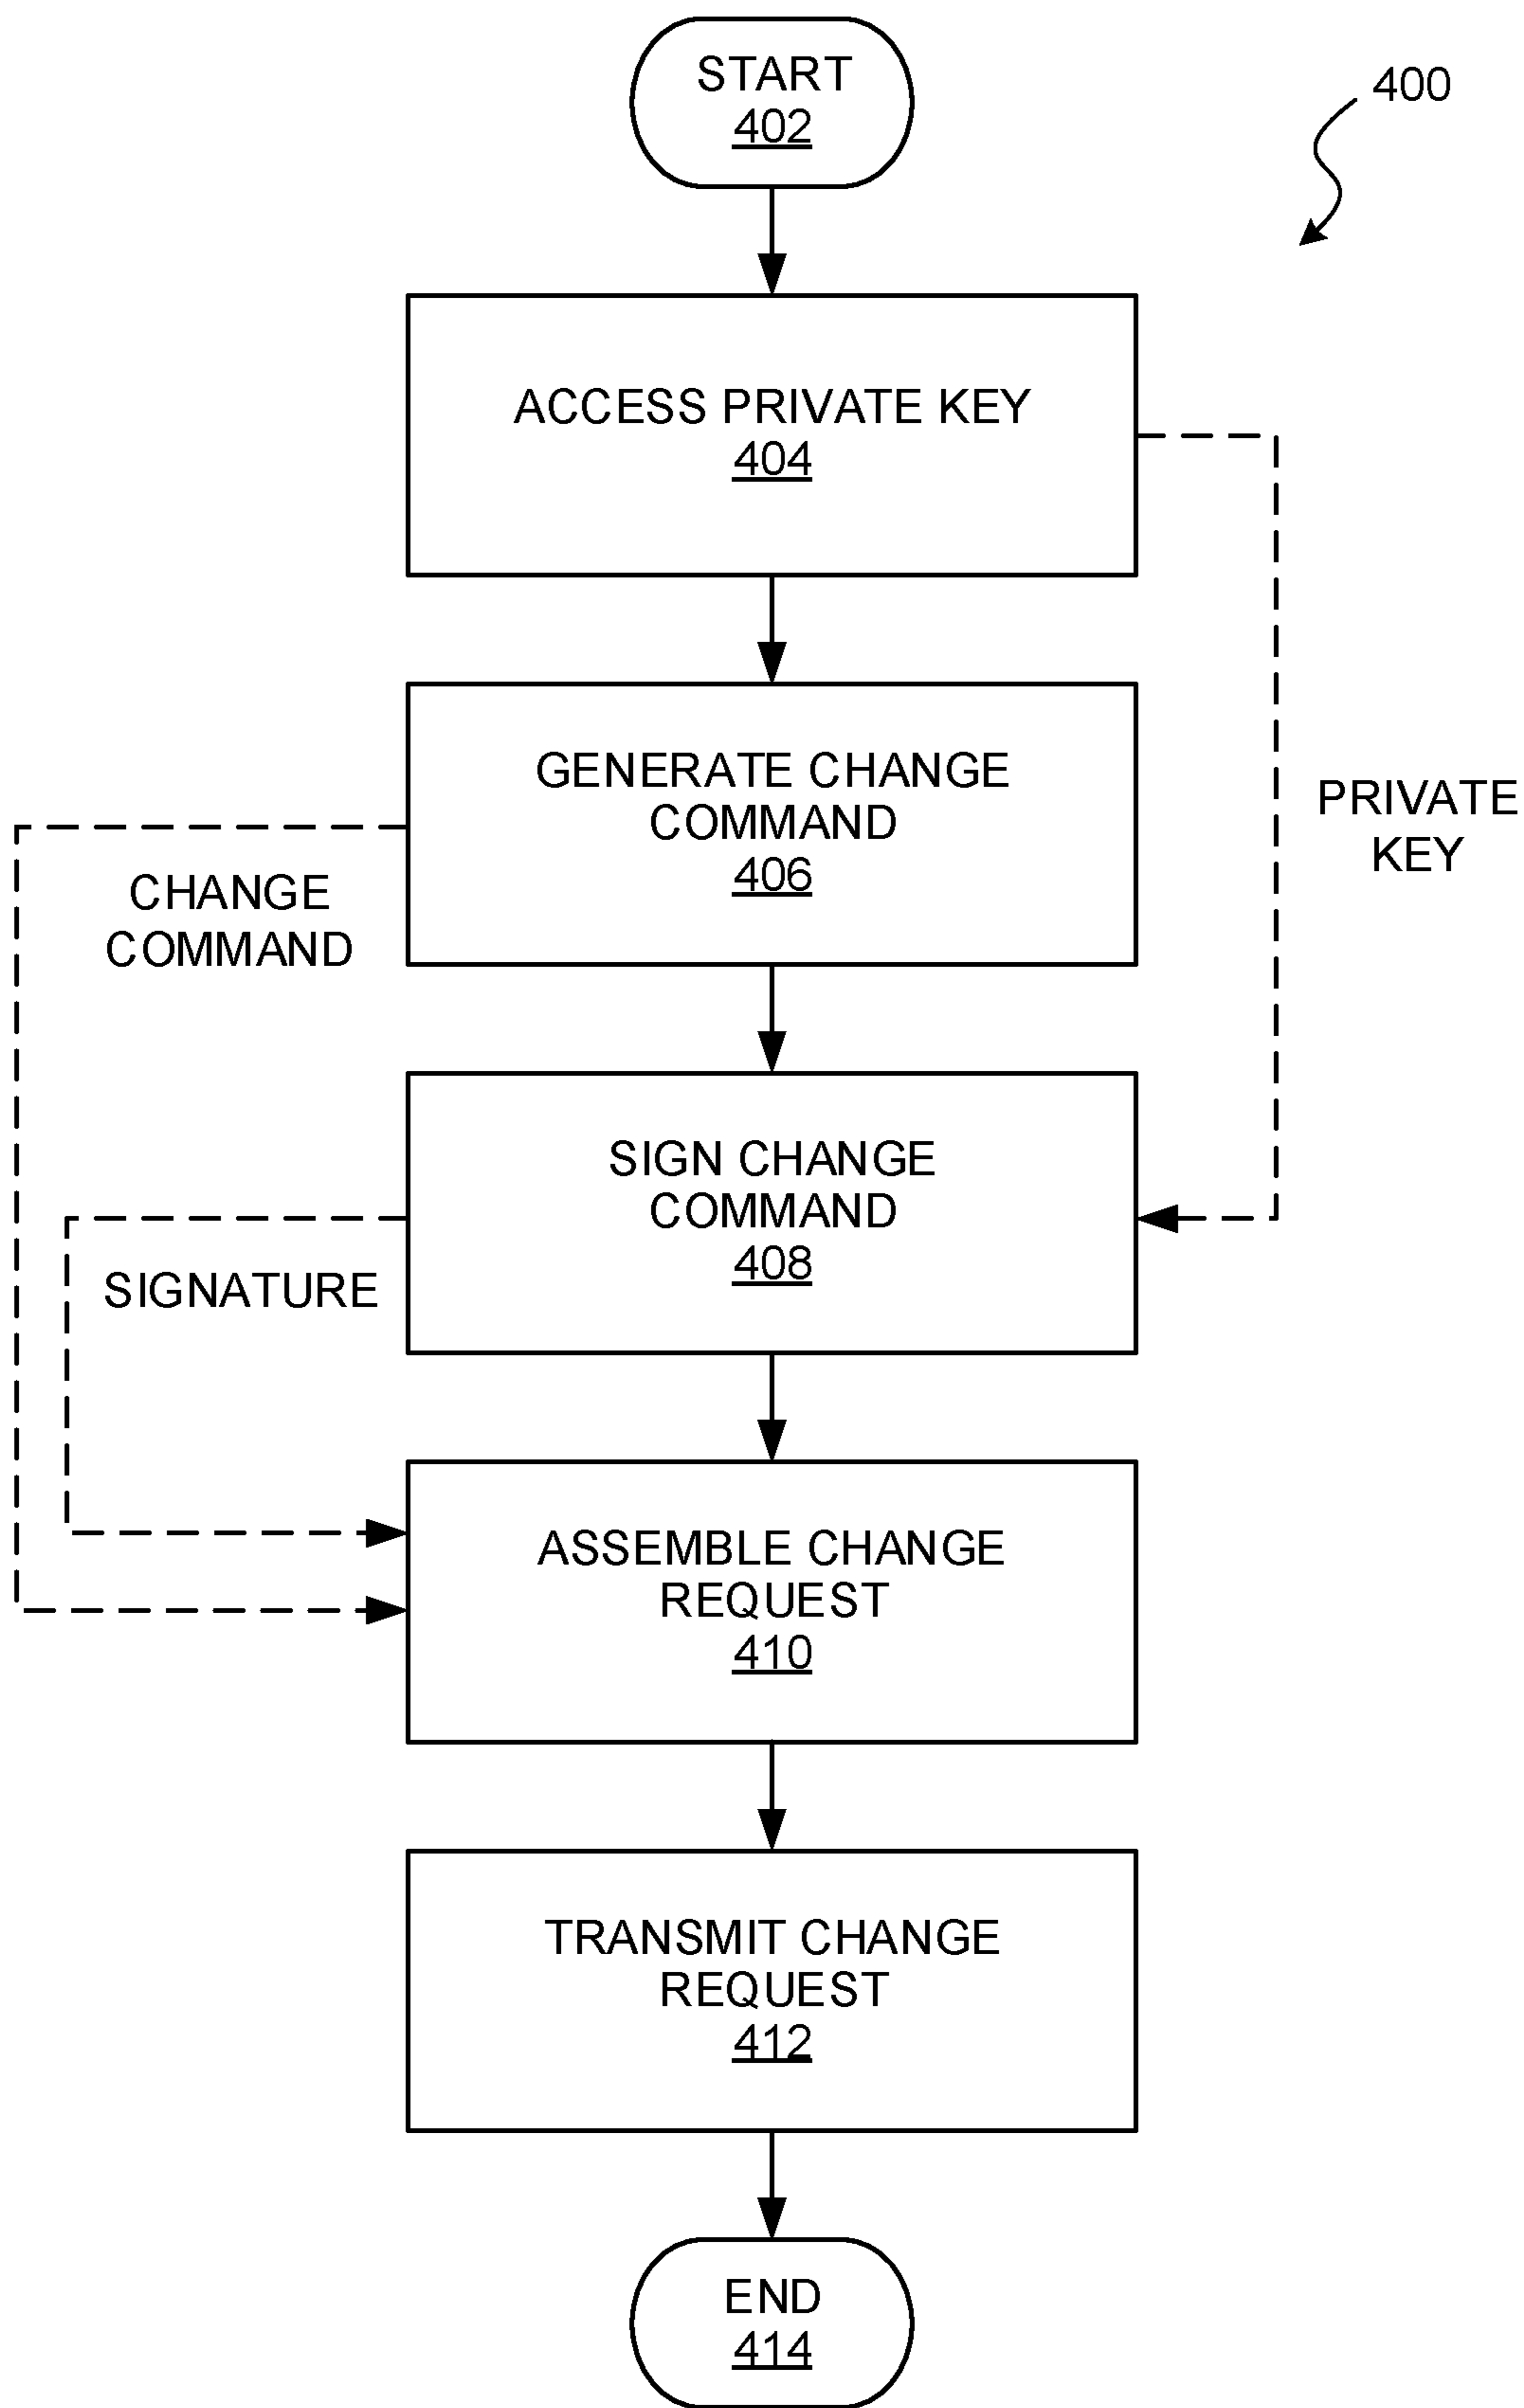 START
402
400
ACCESS PRIVATE KEY
404
GENERATE CHANGE
COMMAND
406
PRIVATE
KEY
CHANGE
COMMAND
SIGN CHANGE
COMMAND
408
SIGNATURE
ASSEMBLE CHANGE
REQUEST
410
TRANSMIT CHANGE
REQUEST
412
END
414